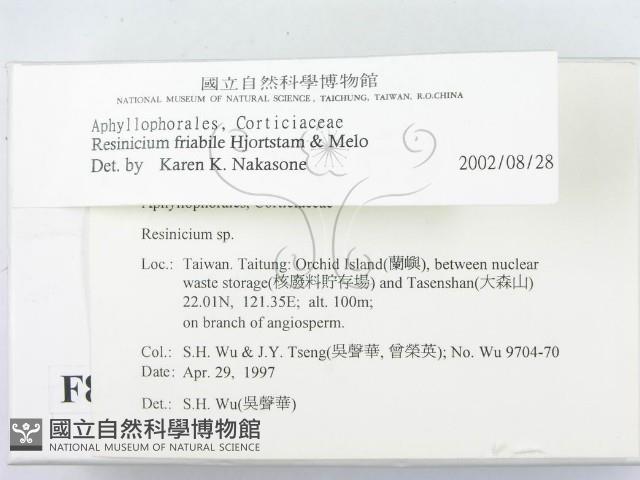 國立自然科學博物館
NATIONAL MUSEUM OF NATURAL SCIENCE, TAICHUNG, TAIWAN, R.O.CHINA
Aphyllophorales, Corticiaceae
Resinicium friabile Hjortstam & Melo
Det. by Karen K. Nakasone 2002/08/28
Aphyllophorales, Corticiaceae
Resinicium sp.
Loc.: Taiwan. Taitung: Orchid Island(蘭嶼), between nuclear
waste storage(核廢料貯存場) and Tasenshan(大森山)
22.01N, 121.35E; alt. 100m;
on branch of angiosperm.
Col.: S.H. Wu & J.Y. Tseng(吳聲華, 曾榮英); No. Wu 9704-70
Date: Apr. 29, 1997
Det.: S.H. Wu(吳聲華)
國立自然科學博物館
NATIONAL MUSEUM OF NATURAL SCIENCE